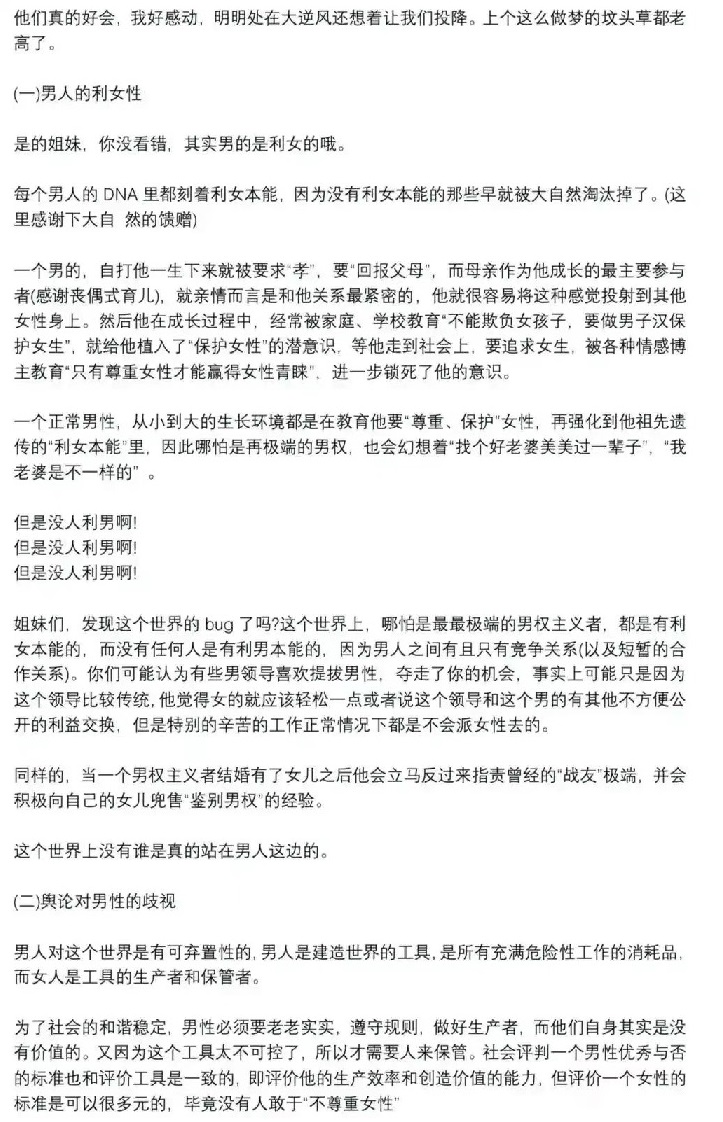 他们真的好会，我好感动，明明处在大逆风还想着让我们投降。上个这么做梦的坟头草都老
高了。
(一)男人的利女性
是的姐妹，你没看错，其实男的是利女的哦。
每个男人的 DNA 里都刻着利女本能，因为没有利女本能的那些早就被大自然淘汰掉了。(这
里感谢下大自 然的馈赠)
一个男的，自打他一生下来就被要求“孝”，要“回报父母”，而母亲作为他成长的最主要参与
者(感谢丧偶式育儿)，就亲情而言是和他关系最紧密的，他就很容易将这种感觉投射到其他
女性身上。然后他在成长过程中，经常被家庭、学校教育“不能欺负女孩子，要做男子汉保
护女生”，就给他植入了“保护女性”的潜意识，等他走到社会上，要追求女生，被各种情感博
主教育“只有尊重女性才能赢得女性青睐”，进一步锁死了他的意识。
一个正常男性，从小到大的生长环境都是在教育他要“尊重、保护”女性，再强化到他祖先遗
传的“利女本能”里，因此哪怕是再极端的男权，也会幻想着“找个好老婆美美过一辈子”，“我
老婆是不一样的” 。
但是没人利男啊!
但是没人利男啊!
但是没人利男啊!
姐妹们，发现这个世界的 bug 了吗?这个世界上，哪怕是最最极端的男权主义者，都是有利
女本能的，而没有任何人是有利男本能的，因为男人之间有且只有竞争关系(以及短暂的合
作关系)。你们可能认为有些男领导喜欢提拔男性，夺走了你的机会，事实上可能只是因为
这个领导比较传统,他觉得女的就应该轻松一点或者说这个领导和这个男的有其他不方便公
开的利益交换，但是特别的辛苦的工作正常情况下都是不会派女性去的。
同样的，当一个男权主义者结婚有了女儿之后他会立马反过来指责曾经的“战友”极端，并会
积极向自己的女儿兜售“鉴别男权”的经验。
这个世界上没有谁是真的站在男人这边的。
(二)舆论对男性的歧视
男人对这个世界是有可弃置性的,男人是建造世界的工具,是所有充满危险性工作的消耗品，
而女人是工具的生产者和保管者。
为了社会的和谐稳定，男性必须要老老实实，遵守规则，做好生产者，而他们自身其实是没
有价值的。又因为这个工具太不可控了，所以才需要人来保管。社会评判一个男性优秀与否
的标准也和评价工具是一致的，即评价他的生产效率和创造价值的能力，但评价一个女性的
标准是可以很多元的，毕竟没有人敢于“不尊重女性”